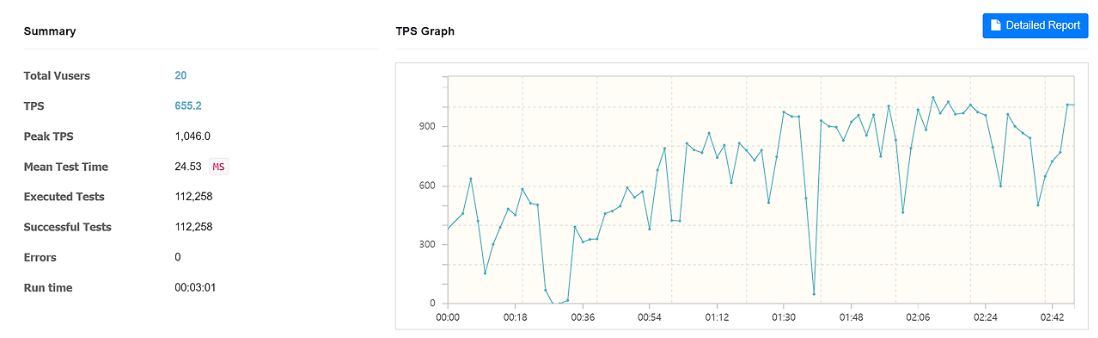 Summary
Total Vusers 20
TPS 655.2
Peak TPS 1,046.0
Mean Test Time 24.53 MS
Executed Tests 112,258
Successful Tests 112,258
Errors 0
Run time 00:03:01
TPS Graph
Detailed Report
900
600
300
0
00:00 00:18 00:36 00:54 01:12 01:30 01:48 02:06 02:24 02:42